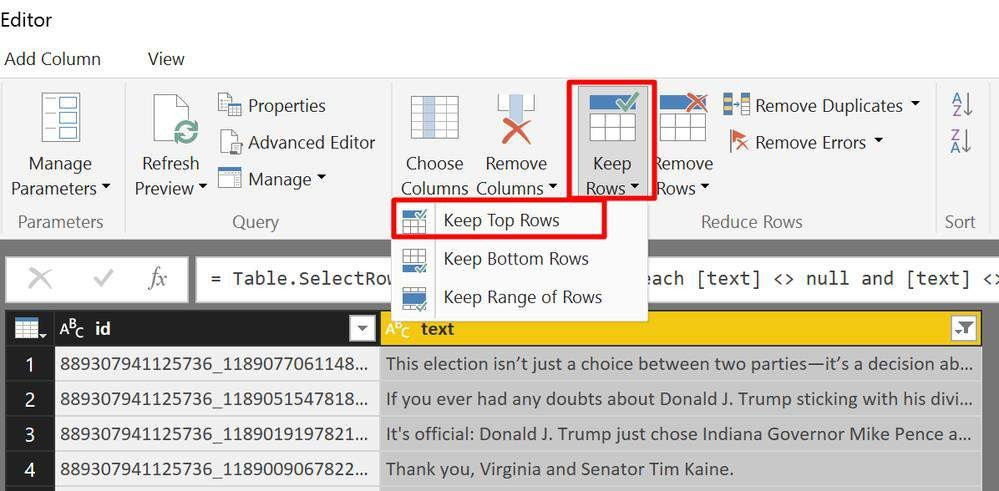 Editor
Add Column View
Manage Parameters
Refresh Preview
Properties
Advanced Editor
Manage
Choose Columns
Remove Columns
Keep Rows
Remove Rows
Remove Duplicates
Remove Errors
A
Z
Z
A
Parameters
Query
Reduce Rows
Sort
Keep Top Rows
Keep Bottom Rows
Keep Range of Rows
fx
= Table.SelectRow each [text] <> null and [text] <>
ABC id ABC text
1 889307941125736_1189077061148... This election isn’t just a choice between two parties—it’s a decision ab...
2 889307941125736_1189051547818... If you ever had any doubts about Donald J. Trump sticking with his divi...
3 889307941125736_1189019197821... It's official: Donald J. Trump just chose Indiana Governor Mike Pence a...
4 889307941125736_1189009067822... Thank you, Virginia and Senator Tim Kaine.